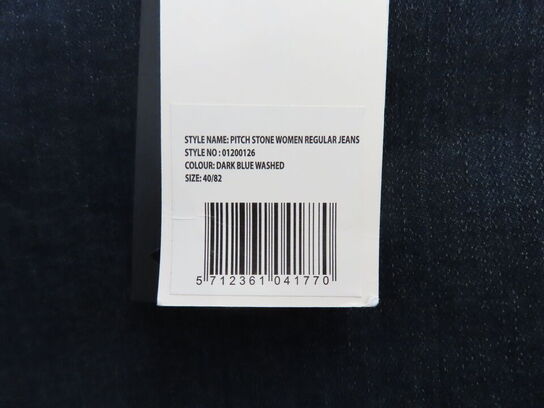 STYLE NAME: PITCH STONE WOMEN REGULAR JEANS
STYLE NO : 01200126
COLOUR: DARK BLUE WASHED
SIZE: 40/82
5 712361 041770